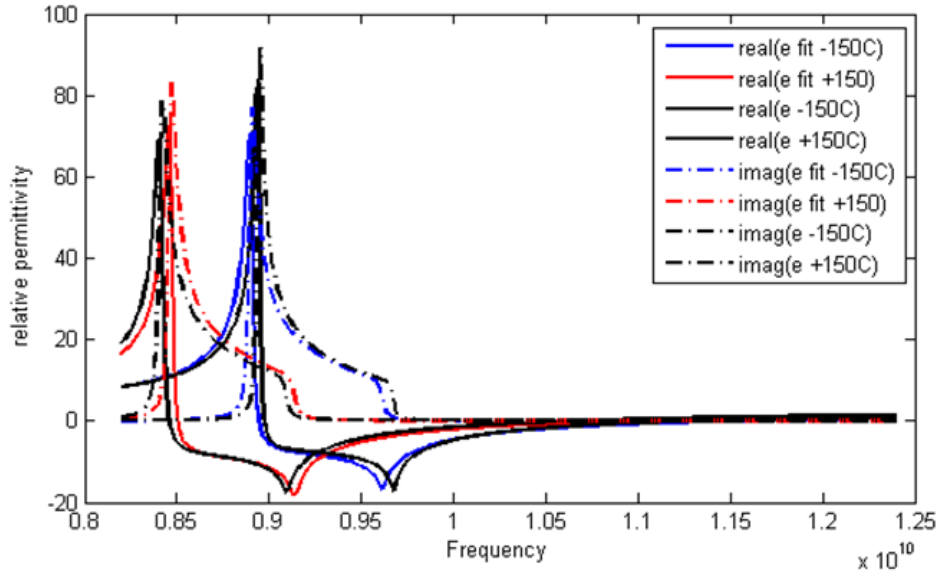 100
80
60
40
20
0
-20
relative permittivity
real(e fit -150C)
real(e fit +150)
real(e -150C)
real(e +150C)
imag(e fit -150C)
imag(e fit +150)
imag(e -150C)
imag(e +150C)
0.8 0.85 0.9 0.95 1 1.05 1.1 1.15 1.2 1.25
Frequency
x 10^10